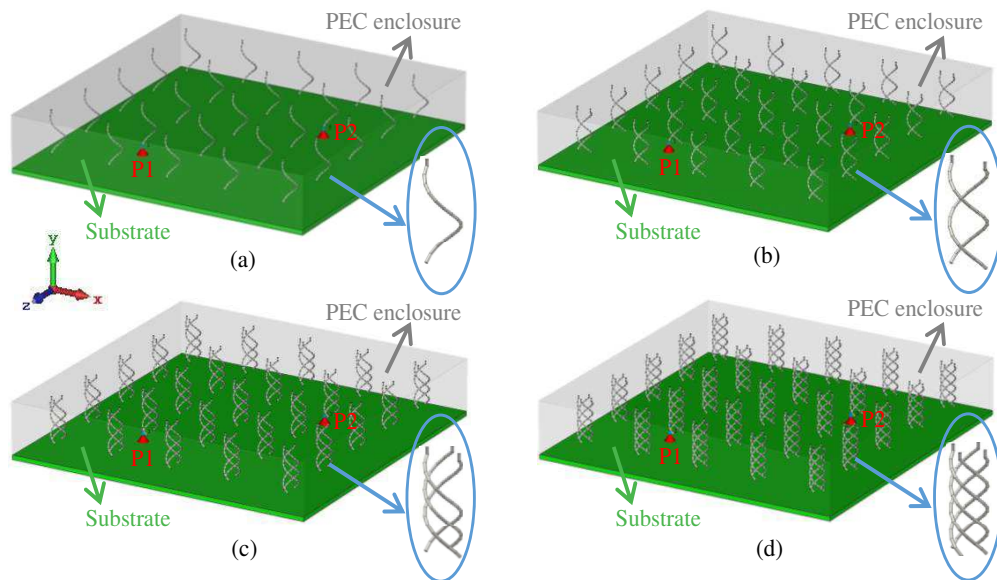 PEC enclosure
P2
P1
Substrate
(a)
PEC enclosure
P2
P1
Substrate
(b)
y
z
x
PEC enclosure
P2
P1
Substrate
(c)
PEC enclosure
P2
P1
Substrate
(d)